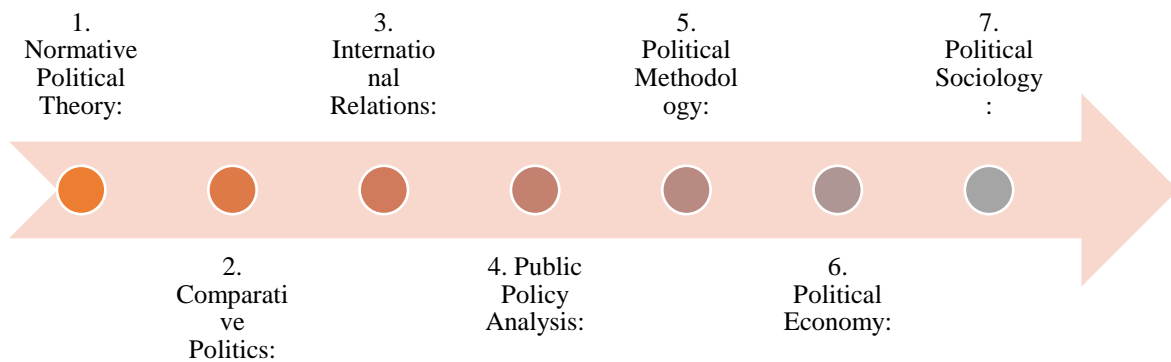 1.
Normative
Political
Theory:
2.
Comparati
ve
Politics:
3.
Internatio
nal
Relations:
4. Public
Policy
Analysis:
5.
Political
Methodol
ogy:
6.
Political
Economy:
7.
Political
Sociology
: